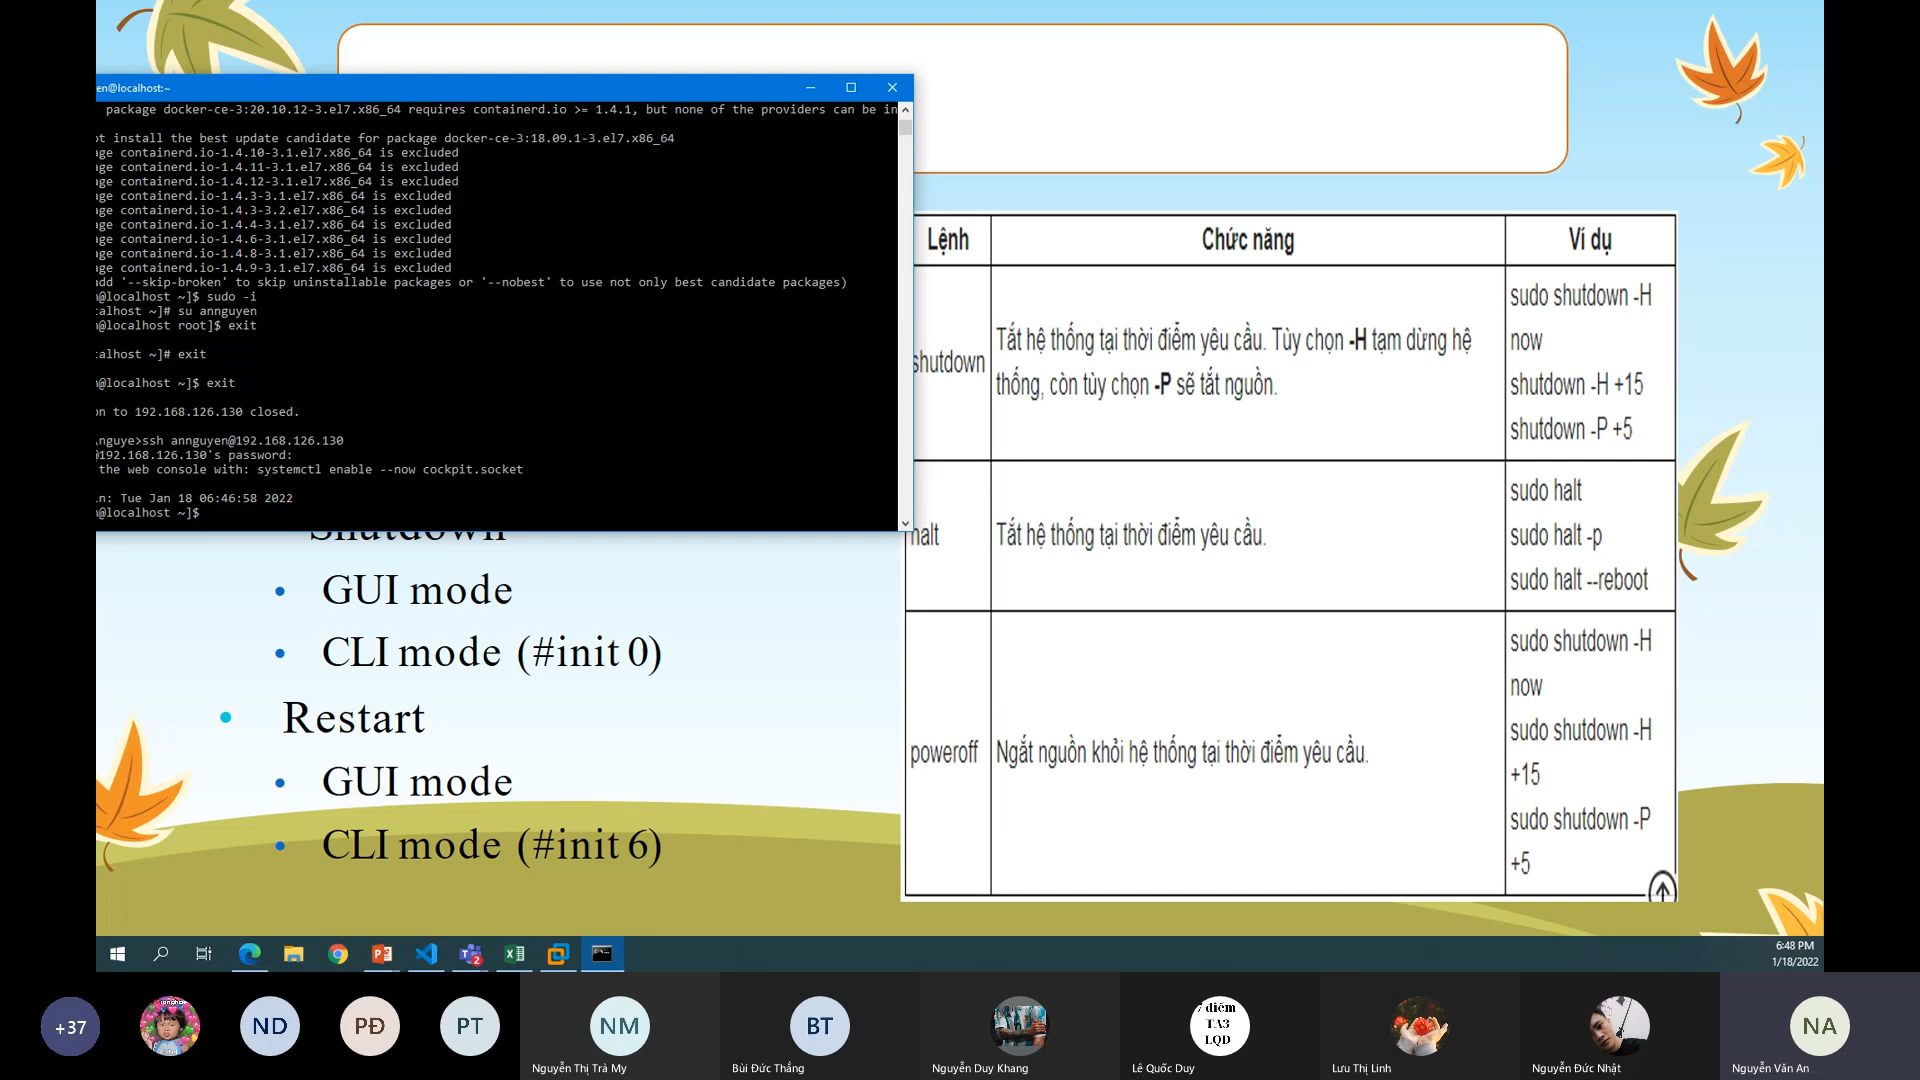 en@localhost:~
package docker-ce-3:20.10.12-3.el7.x86_64 requires containerd.io >= 1.4.1, but none of the providers can be in
ot install the best update candidate for package docker-ce-3:18.09.1-3.el7.x86_64
age containerd.io-1.4.10-3.1.el7.x86_64 is excluded
age containerd.io-1.4.11-3.1.el7.x86_64 is excluded
age containerd.io-1.4.12-3.1.el7.x86_64 is excluded
age containerd.io-1.4.3-3.1.el7.x86_64 is excluded
age containerd.io-1.4.3-3.2.el7.x86_64 is excluded
age containerd.io-1.4.4-3.1.el7.x86_64 is excluded
age containerd.io-1.4.6-3.1.el7.x86_64 is excluded
age containerd.io-1.4.8-3.1.el7.x86_64 is excluded
age containerd.io-1.4.9-3.1.el7.x86_64 is excluded
add '--skip-broken' to skip uninstallable packages or '--nobest' to use not only best candidate packages)
n@localhost ~]$ sudo -i
calhost ~]# su annguyen
n@localhost root]$ exit
calhost ~]# exit
n@localhost ~]$ exit
on to 192.168.126.130 closed.
\nguye>ssh annguyen@192.168.126.130
@192.168.126.130's password:
the web console with: systemctl enable --now cockpit.socket
in: Tue Jan 18 06:46:58 2022
n@localhost ~]$
Shutdown
GUI mode
CLI mode (#init 0)
Restart
GUI mode
CLI mode (#init 6)
Lệnh
Chức năng
Ví dụ
shutdown
Tắt hệ thống tại thời điểm yêu cầu. Tùy chọn -H tạm dừng hệ
thống, còn tùy chọn -P sẽ tắt nguồn.
sudo shutdown -H
now
shutdown -H +15
shutdown -P +5
halt
Tắt hệ thống tại thời điểm yêu cầu.
sudo halt
sudo halt -p
sudo halt --reboot
poweroff
Ngắt nguồn khỏi hệ thống tại thời điểm yêu cầu.
sudo shutdown -H
now
sudo shutdown -H
+15
sudo shutdown -P
+5
6:48 PM
1/18/2022
+37
ND
PĐ
PT
NM
Nguyễn Thị Trà My
BT
Bùi Đức Thắng
Nguyễn Duy Khang
7 điểm
TA3
LQD
Lê Quốc Duy
Lưu Thị Linh
Nguyễn Đức Nhật
NA
Nguyễn Văn An